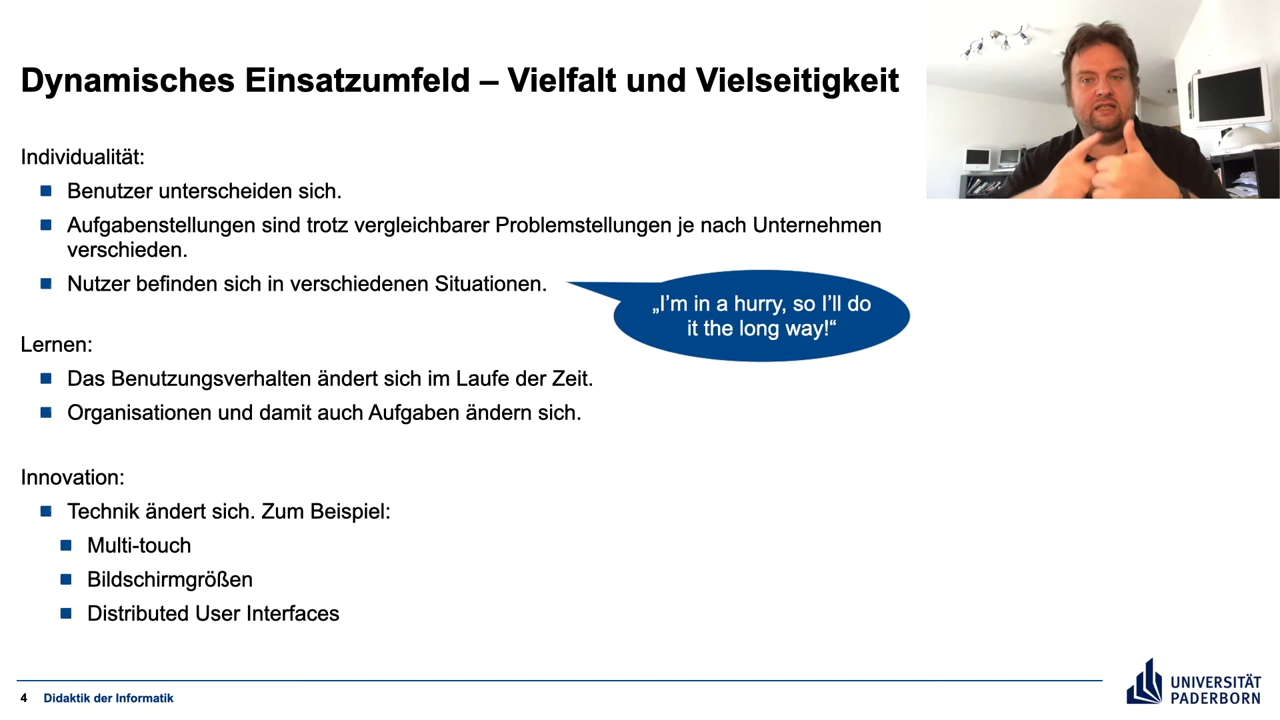 Dynamisches Einsatzumfeld – Vielfalt und Vielseitigkeit
Individualität:
Benutzer unterscheiden sich.
Aufgabenstellungen sind trotz vergleichbarer Problemstellungen je nach Unternehmen
verschieden.
Nutzer befinden sich in verschiedenen Situationen.
„I’m in a hurry, so I’ll do
it the long way!“
Lernen:
Das Benutzungsverhalten ändert sich im Laufe der Zeit.
Organisationen und damit auch Aufgaben ändern sich.
Innovation:
Technik ändert sich. Zum Beispiel:
Multi-touch
Bildschirmgrößen
Distributed User Interfaces
4 Didaktik der Informatik
UNIVERSITÄT
PADERBORN